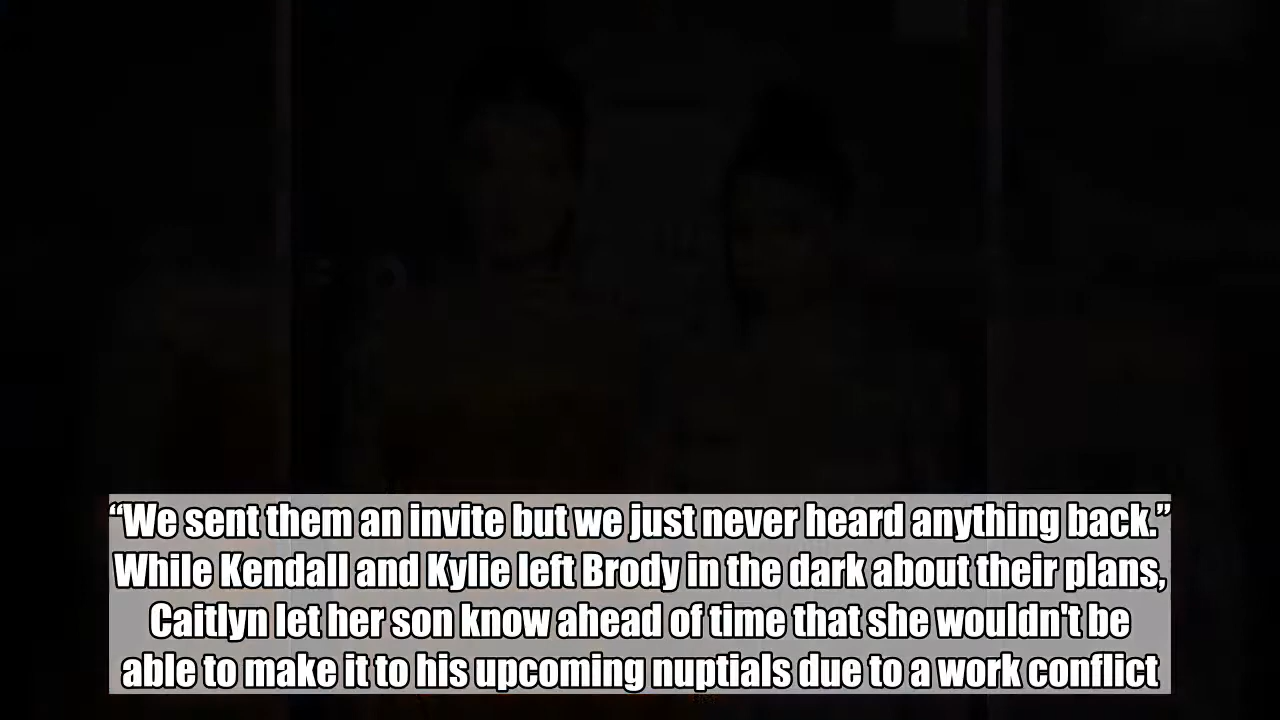 “We sent them an invite but we just never heard anything back.”
While Kendall and Kylie left Brody in the dark about their plans,
Caitlyn let her son know ahead of time that she wouldn't be
able to make it to his upcoming nuptials due to a work conflict